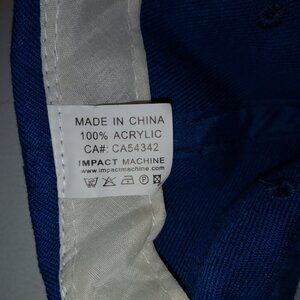 MADE IN CHINA
100% ACRYLIC
CA#: CA54342
IMPACT MACHINE
www.impactmachine.com